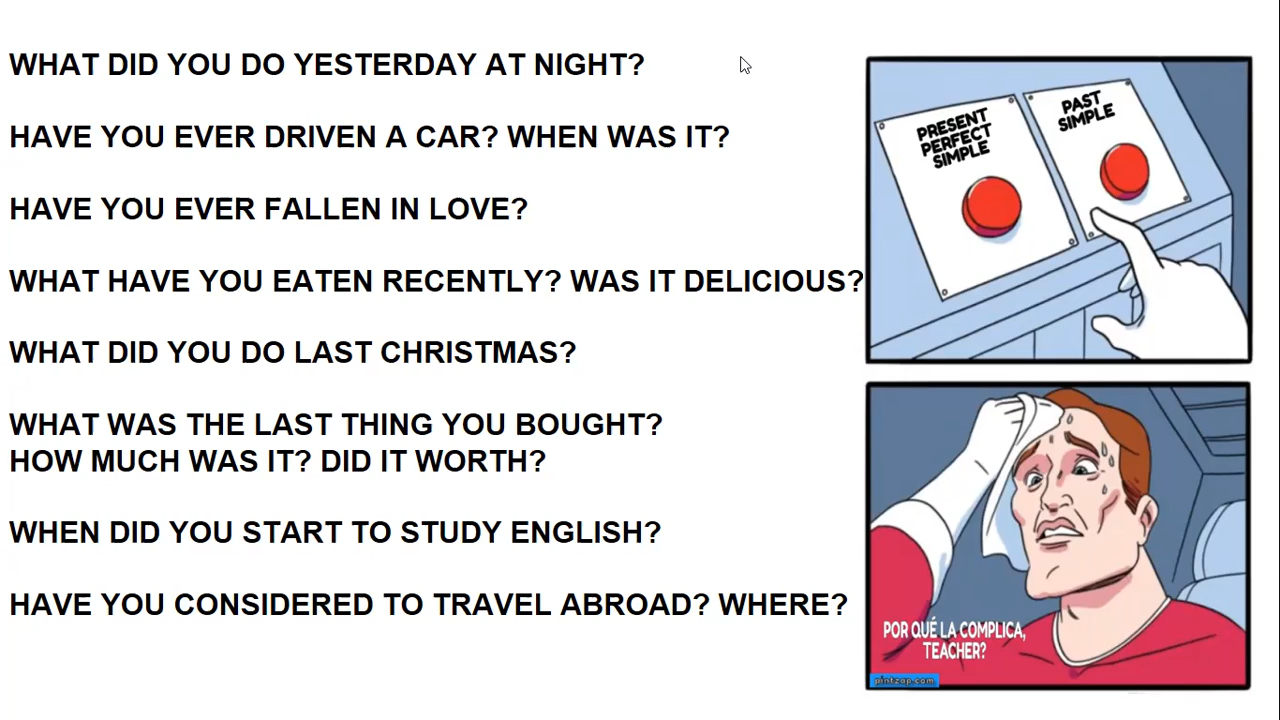 WHAT DID YOU DO YESTERDAY AT NIGHT?
HAVE YOU EVER DRIVEN A CAR? WHEN WAS IT?
HAVE YOU EVER FALLEN IN LOVE?
WHAT HAVE YOU EATEN RECENTLY? WAS IT DELICIOUS?
WHAT DID YOU DO LAST CHRISTMAS?
WHAT WAS THE LAST THING YOU BOUGHT?
HOW MUCH WAS IT? DID IT WORTH?
WHEN DID YOU START TO STUDY ENGLISH?
HAVE YOU CONSIDERED TO TRAVEL ABROAD? WHERE?
PRESENT
PERFECT
SIMPLE
PAST
SIMPLE
POR QUÉ LA COMPLICA,
TEACHER?
pintzap.com